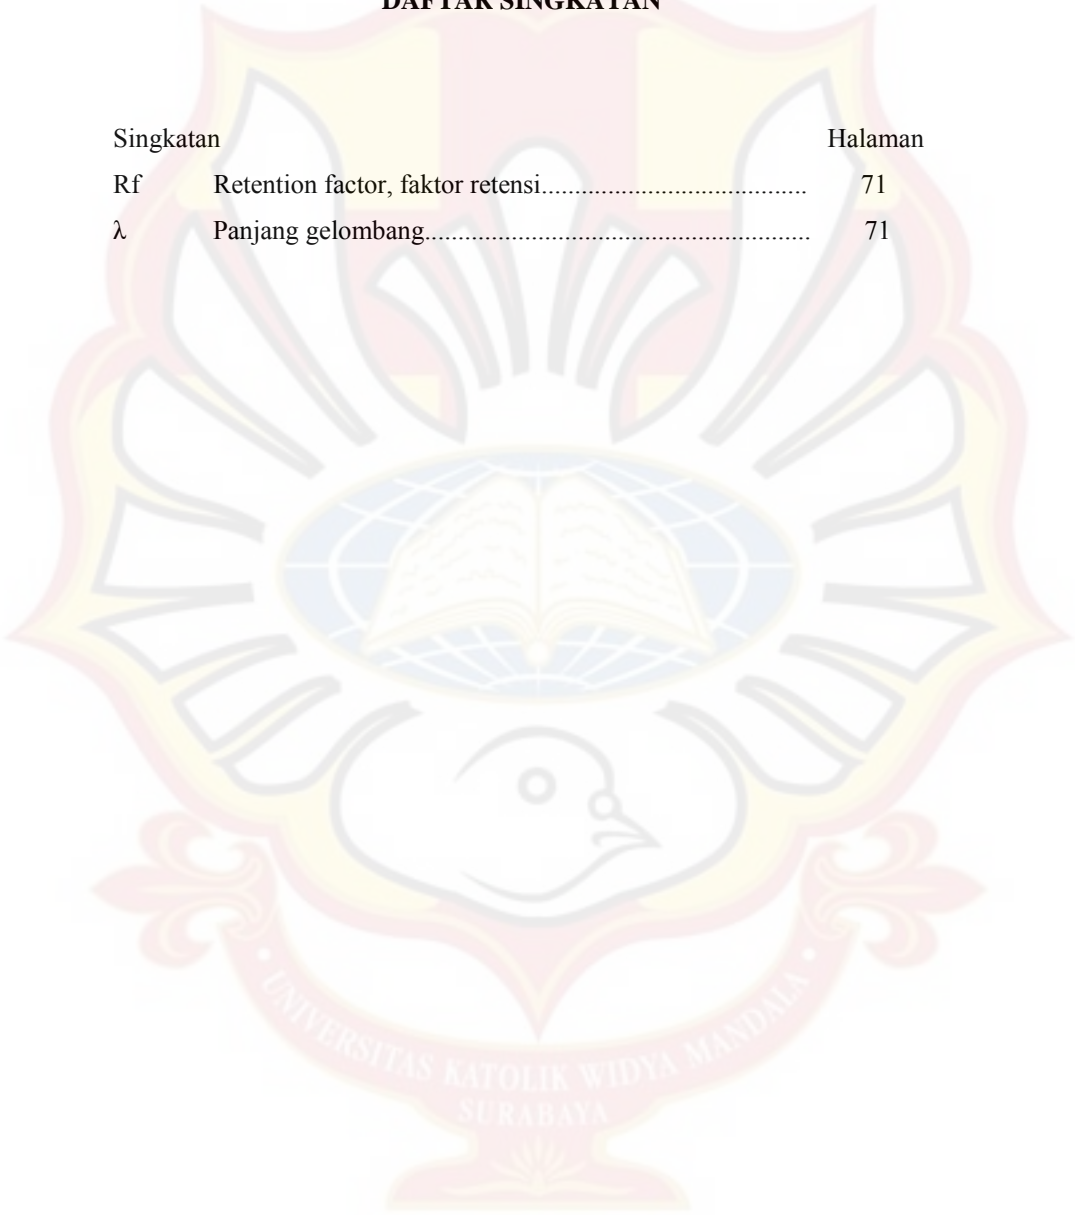 DAFTAR SINGKATAN
Singkatan Halaman
Rf Retention factor, faktor retensi....................................... 71
λ Panjang gelombang......................................................... 71
UNIVERSITAS KATOLIK WIDYA MANDALA
SURABAYA